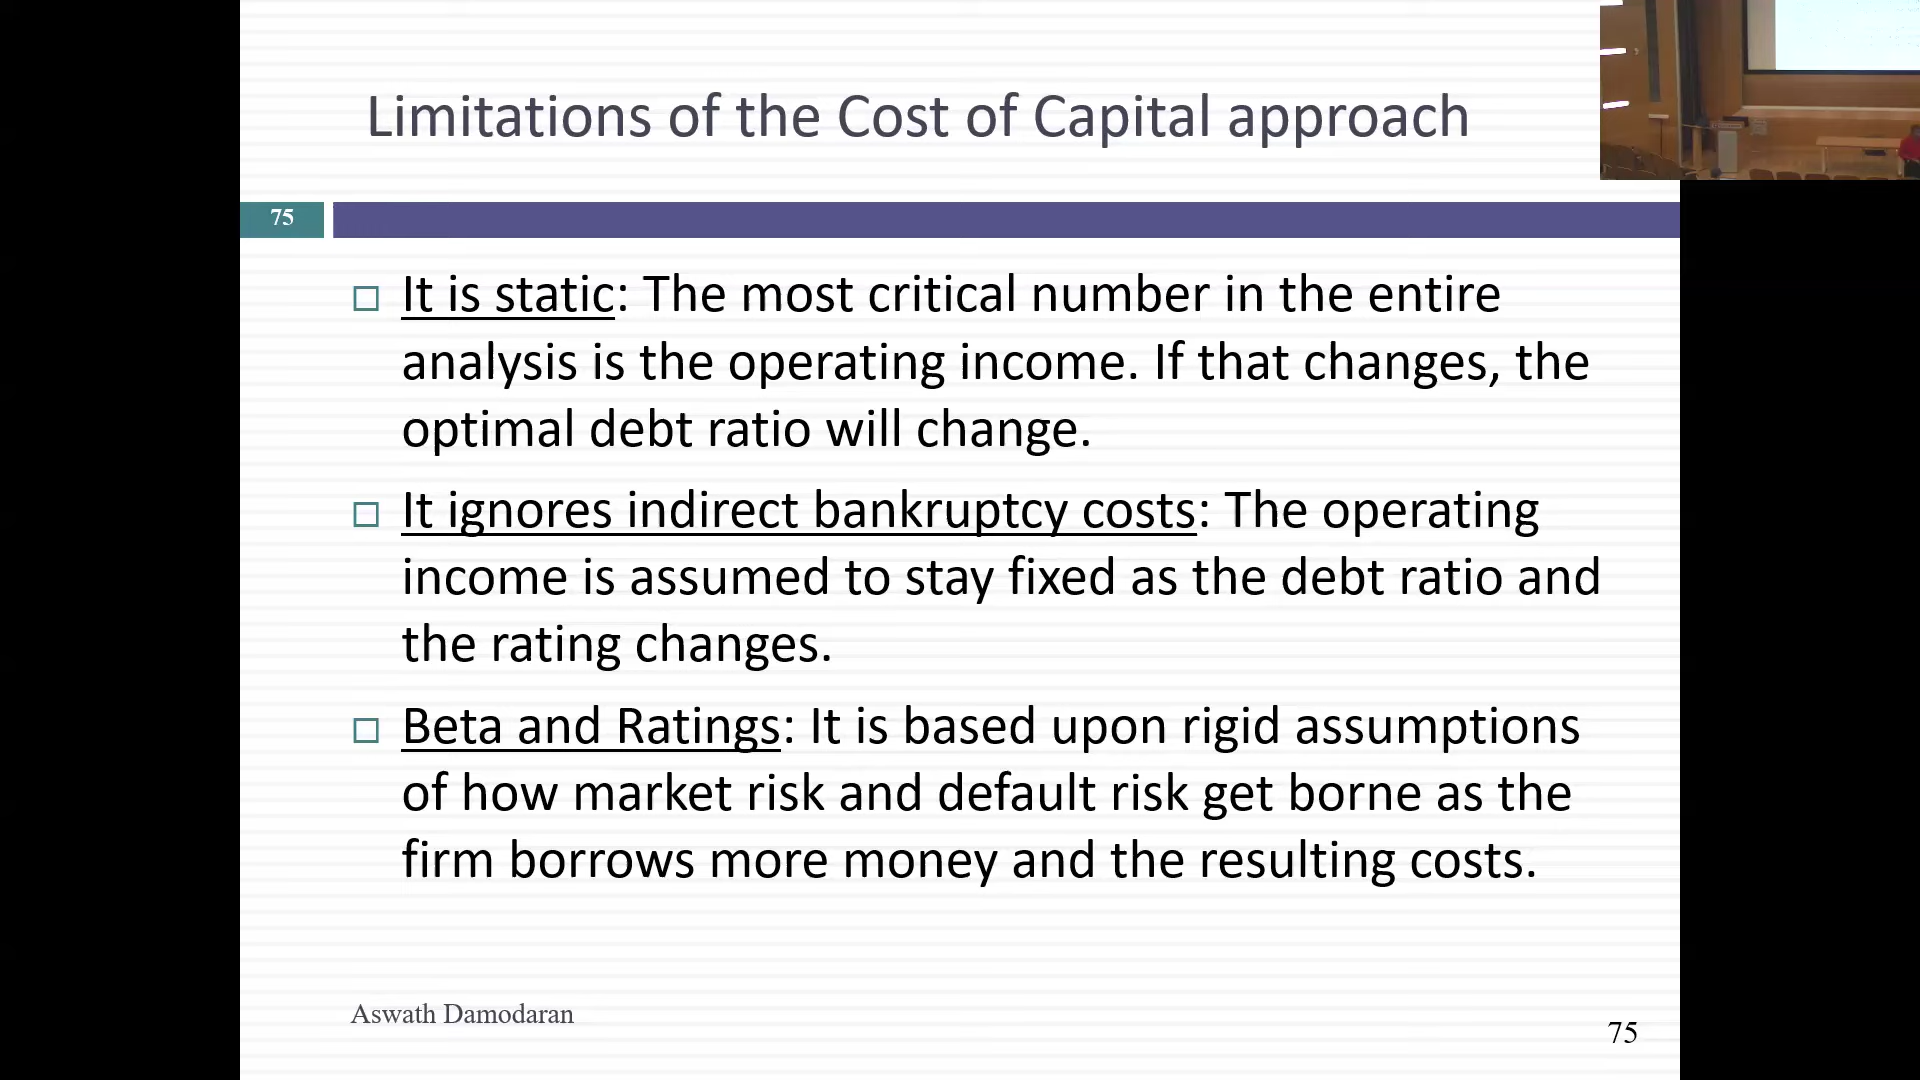 Limitations of the Cost of Capital approach
75
It is static: The most critical number in the entire
analysis is the operating income. If that changes, the
optimal debt ratio will change.
It ignores indirect bankruptcy costs: The operating
income is assumed to stay fixed as the debt ratio and
the rating changes.
Beta and Ratings: It is based upon rigid assumptions
of how market risk and default risk get borne as the
firm borrows more money and the resulting costs.
Aswath Damodaran
75